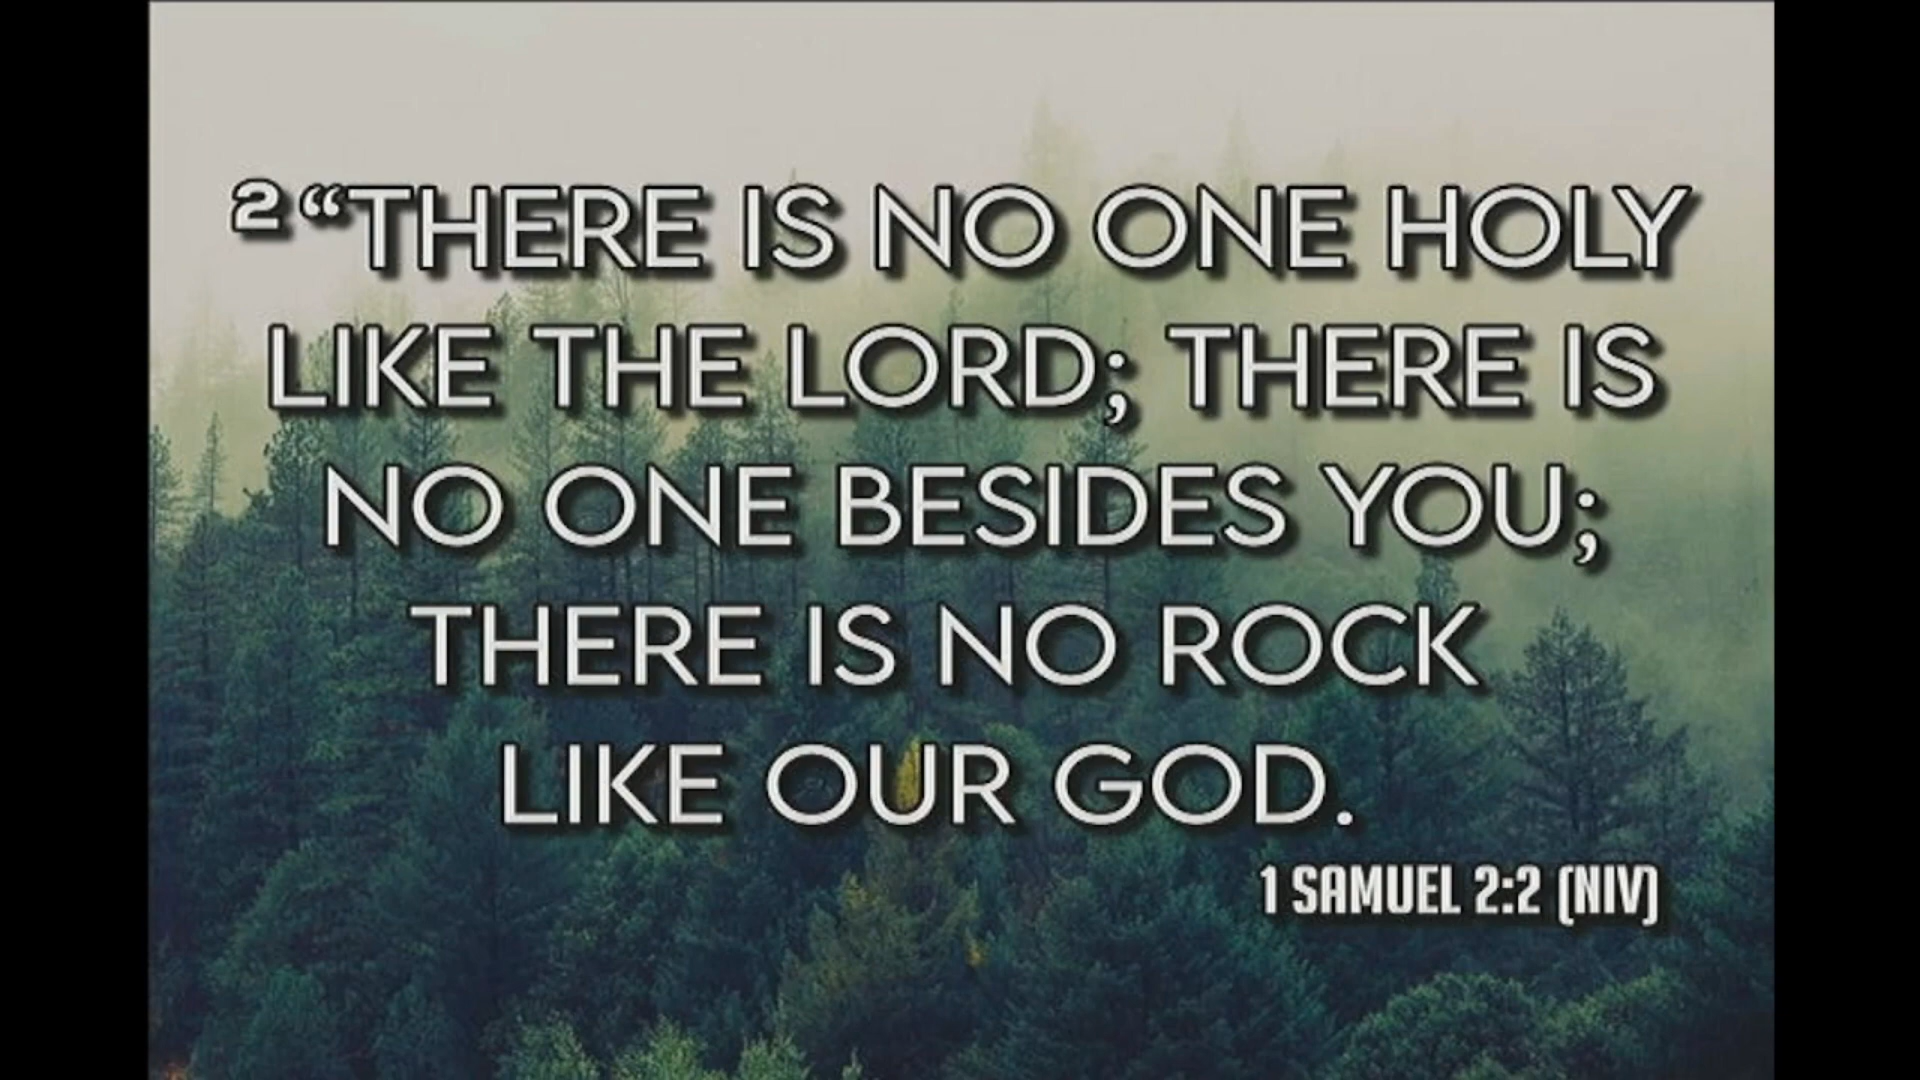 ² “THERE IS NO ONE HOLY
LIKE THE LORD; THERE IS
NO ONE BESIDES YOU;
THERE IS NO ROCK
LIKE OUR GOD.
1 SAMUEL 2:2 (NIV)